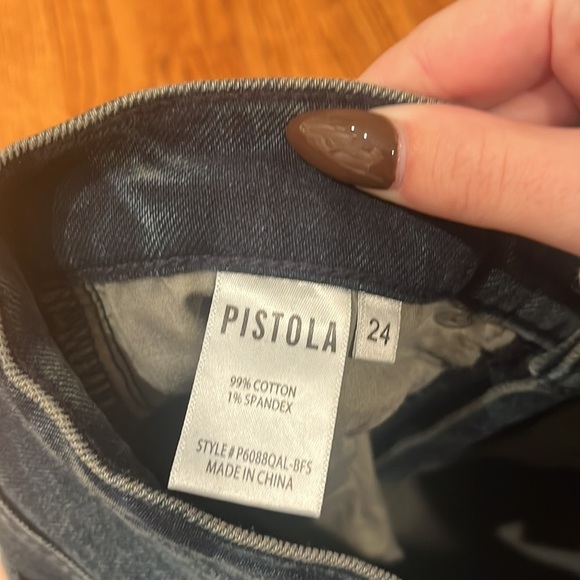 PISTOLA
24
99% COTTON
1% SPANDEX
STYLE # P6088QAL-BFS
MADE IN CHINA